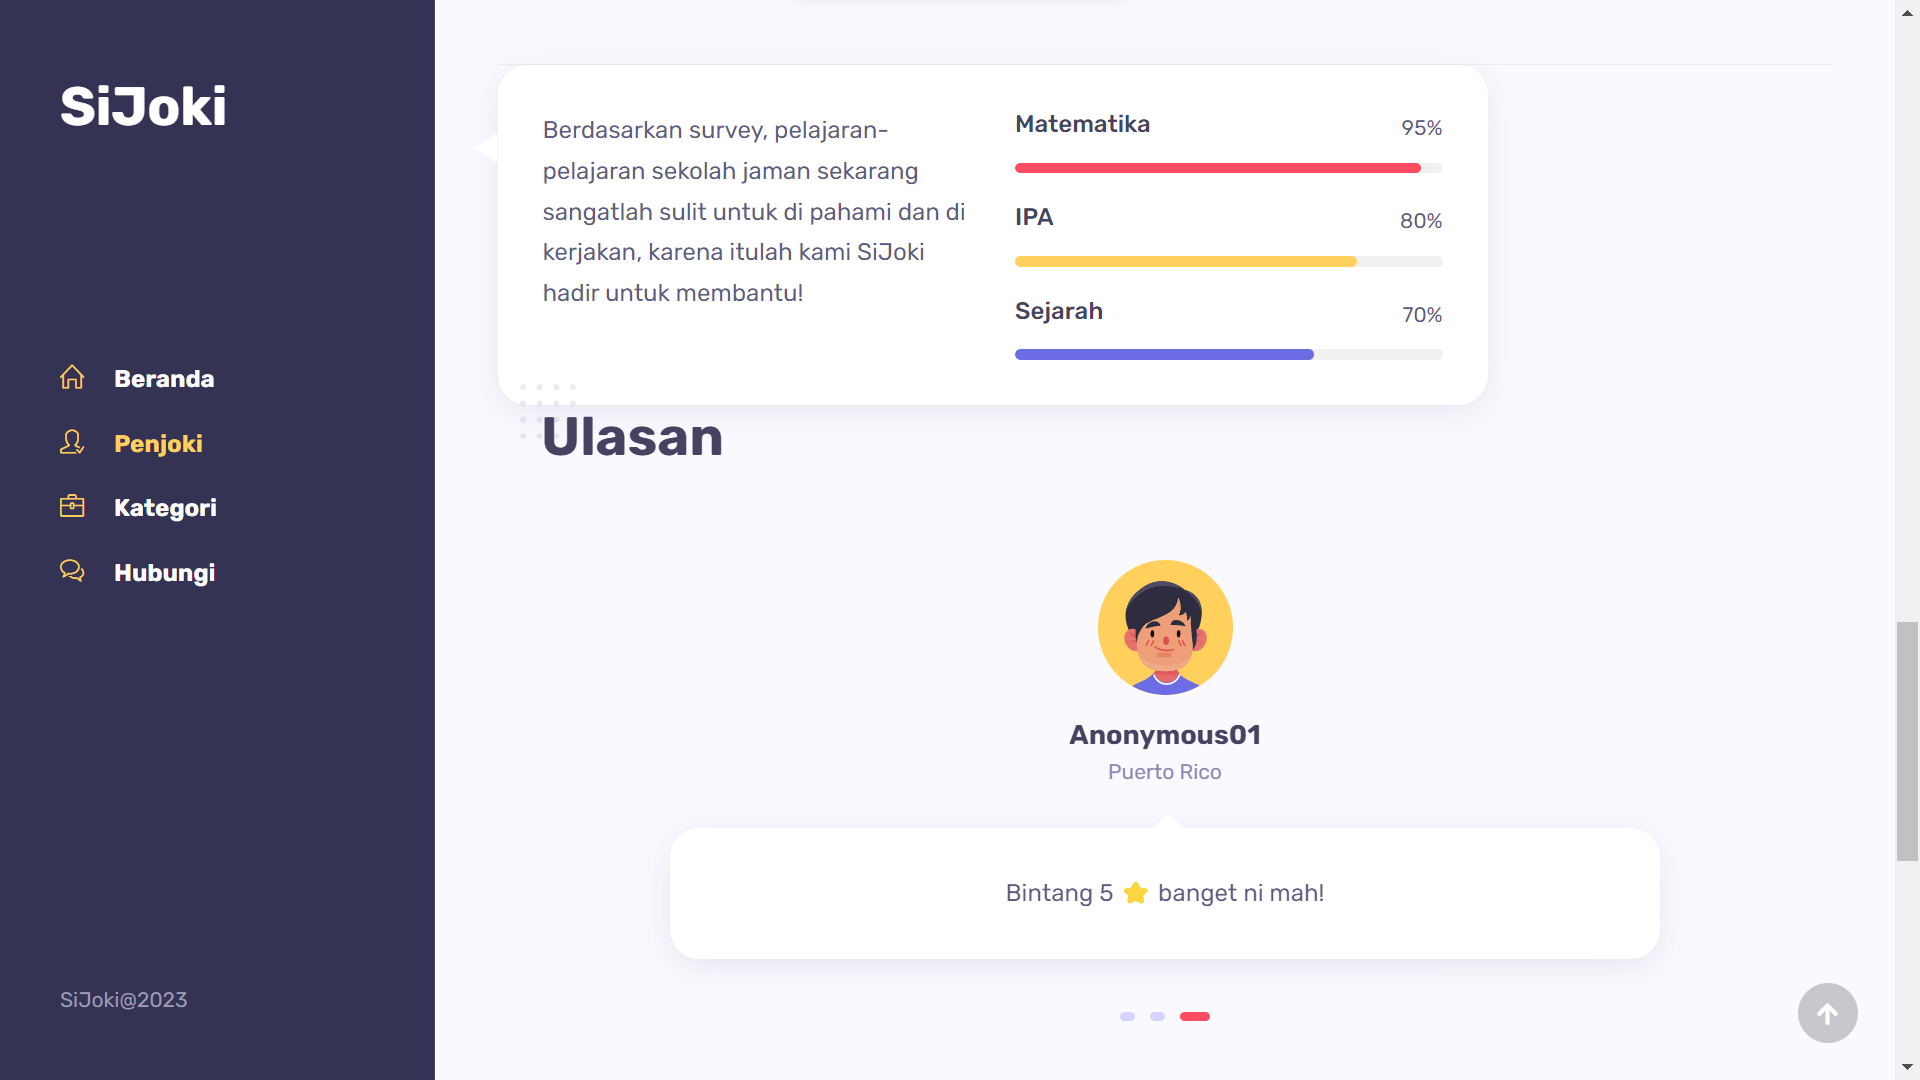 SiJoki
Beranda
Penjoki
Kategori
Hubungi
SiJoki@2023
Berdasarkan survey, pelajaran-
pelajaran sekolah jaman sekarang
sangatlah sulit untuk di pahami dan di
kerjakan, karena itulah kami SiJoki
hadir untuk membantu!
Matematika 95%
IPA 80%
Sejarah 70%
Ulasan
Anonymous01
Puerto Rico
Bintang 5 ⭐ banget ni mah!